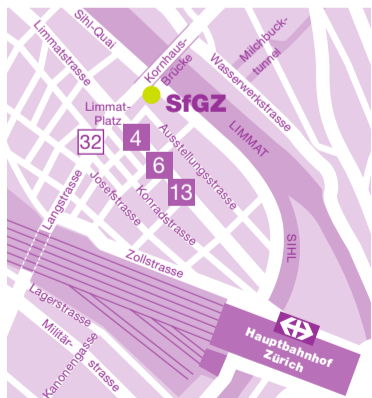 Sihl-Quai
Limmatstrasse
Kornhaus-
Brücke
Milchbuck-
tunnel
Wasserwerkstrasse
SfGZ
Limmat-
Platz
LIMMAT
32
4
6
13
Ausstellungsstrasse
Langstrasse
Josefstrasse
Konradstrasse
Zollstrasse
SIHL
Lagerstrasse
Militär-
strasse
Kanonengasse
Hauptbahnhof
Zürich